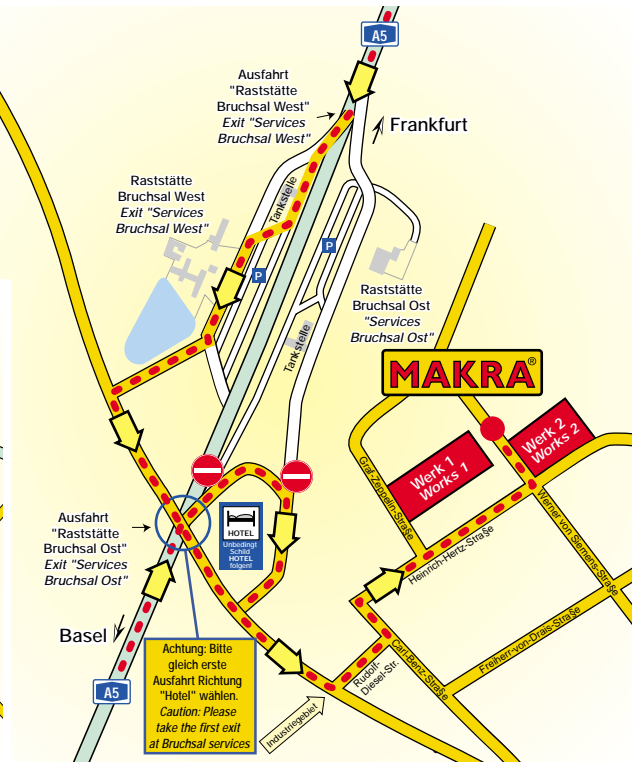 A5
Ausfahrt
"Raststätte
Bruchsal West"
Exit "Services
Bruchsal West"
Frankfurt
Raststätte
Bruchsal West
Exit "Services
Bruchsal West"
Tankstelle
P
P
Raststätte
Bruchsal Ost
"Services
Bruchsal Ost"
Tankstelle
MAKRA®
Werk 1
Works 1
Werk 2
Works 2
Graf-Zeppelin-Straße
Heinrich-Hertz-Straße
Werner von Siemens-Straße
Ausfahrt
"Raststätte
Bruchsal Ost"
Exit "Services
Bruchsal Ost"
HOTEL
Unbedingt
Schild
HOTEL
folgen!
Basel
A5
Achtung: Bitte
gleich erste
Ausfahrt Richtung
"Hotel" wählen.
Caution: Please
take the first exit
at Bruchsal services
Industriegebiet
Rudolf-
Diesel-Str.
Carl-Benz-Straße
Freiherr-von-Drais-Straße